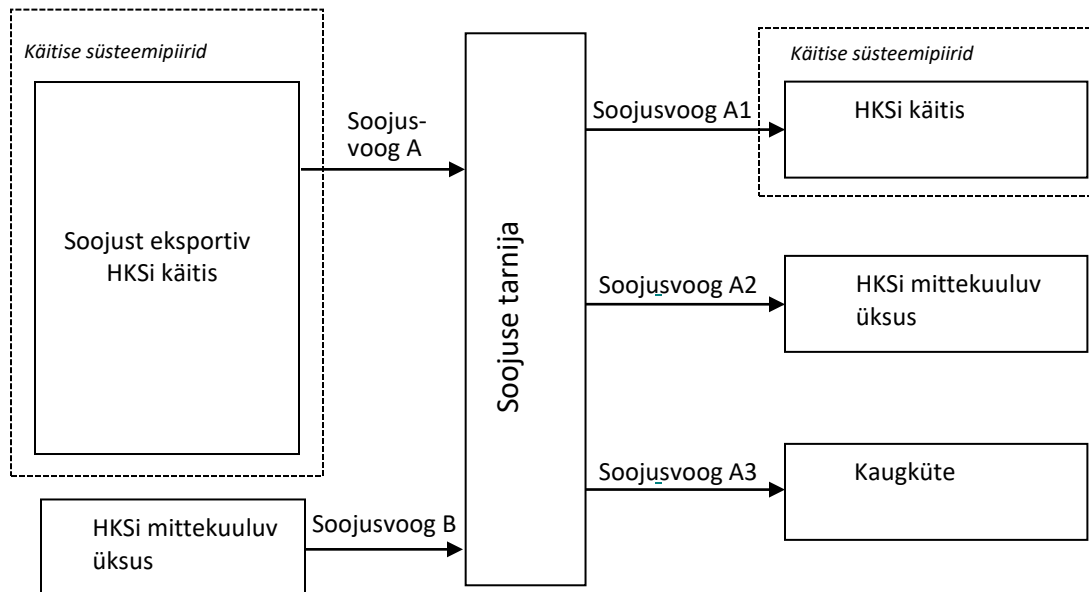 Käitise süsteemipiirid
Soojust eksportiv
HKSi käitis
HKSi mittekuuluv
üksus
Soojus-
voog A
Soojusvoog B
Soojuse tarnija
Soojusvoog A1
Soojusvoog A2
Soojusvoog A3
Käitise süsteemipiirid
HKSi käitis
HKSi mittekuuluv
üksus
Kaugküte